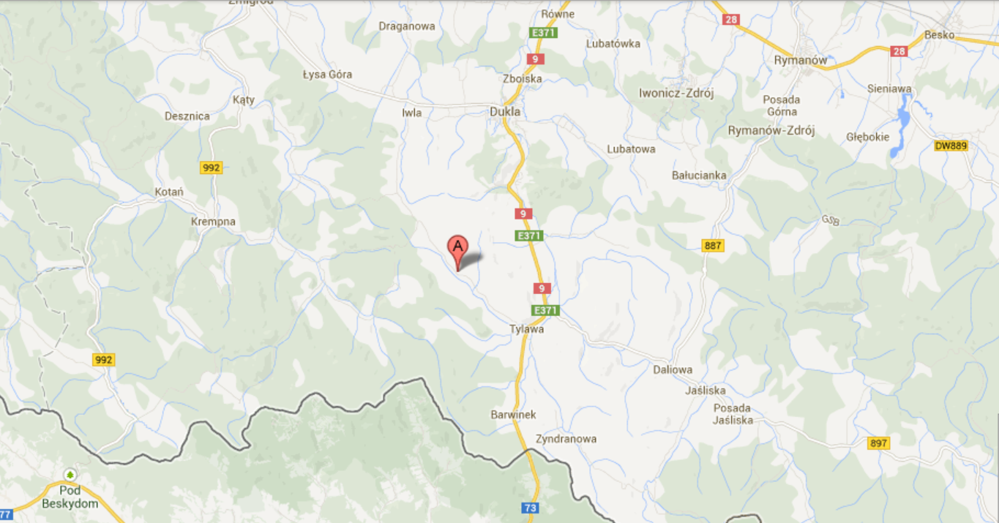 Żmigród
Równe
28
Draganowa
E371
Besko
Lubatówka
28
9
Rymanów
Łysa Góra
Zboiska
Sieniawa
Iwonicz-Zdrój
Kąty
Posada
Górna
Desznica
Iwla
Dukla
Rymanów-Zdrój
Głębokie
DW889
Lubatowa
992
Bałucianka
Kotań
9
Krempna
GSB
E371
A
887
9
E371
Tylawa
992
Daliowa
Jaśliska
Posada
Jaśliska
Barwinek
Zyndranowa
897
Pod
Beskydom
73
77